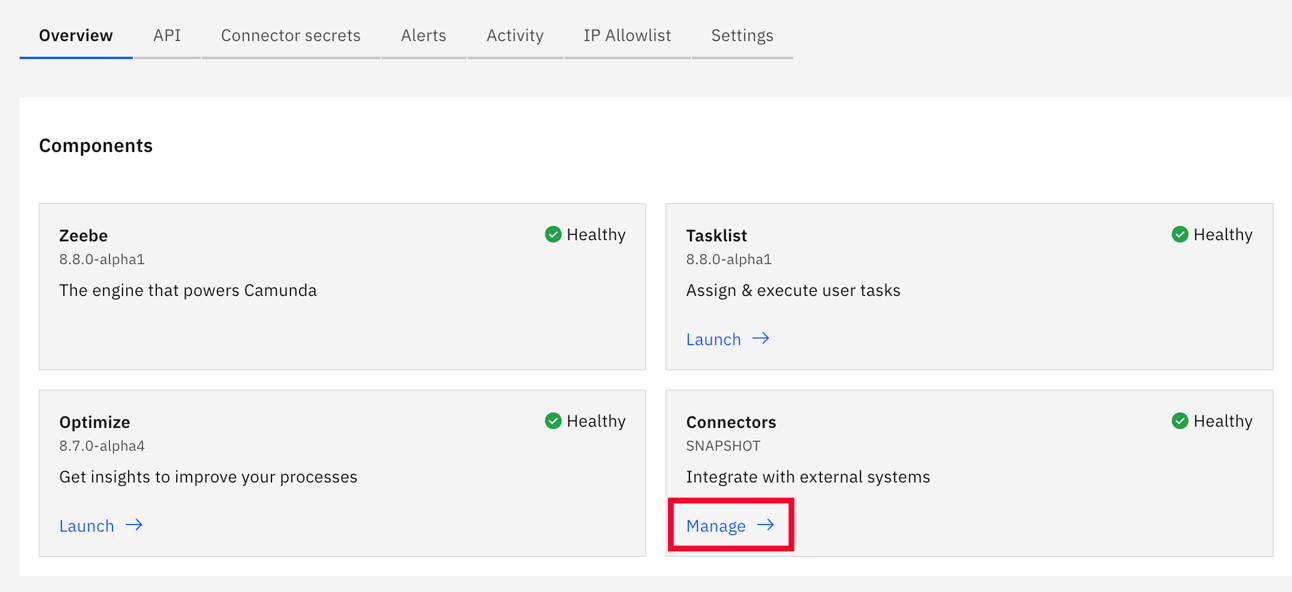 Overview API Connector secrets Alerts Activity IP Allowlist Settings
Components
Zeebe
Healthy
8.8.0-alpha1
The engine that powers Camunda
Tasklist
Healthy
8.8.0-alpha1
Assign & execute user tasks
Launch →
Optimize
Healthy
8.7.0-alpha4
Get insights to improve your processes
Launch →
Connectors
Healthy
SNAPSHOT
Integrate with external systems
Manage →